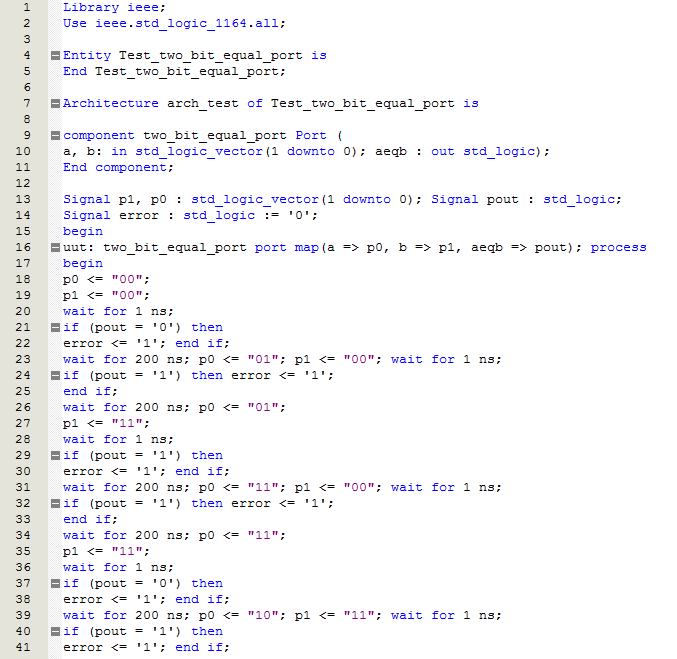 1 Library ieee;
2 Use ieee.std_logic_1164.all;
3
4 Entity Test_two_bit_equal_port is
5 End Test_two_bit_equal_port;
6
7 Architecture arch_test of Test_two_bit_equal_port is
8
9 component two_bit_equal_port Port (
10 a, b: in std_logic_vector(1 downto 0); aeqb : out std_logic);
11 End component;
12
13 Signal p1, p0 : std_logic_vector(1 downto 0); Signal pout : std_logic;
14 Signal error : std_logic := '0';
15 begin
16 uut: two_bit_equal_port port map(a => p0, b => p1, aeqb => pout); process
17 begin
18 p0 <= "00";
19 p1 <= "00";
20 wait for 1 ns;
21 if (pout = '0') then
22 error <= '1'; end if;
23 wait for 200 ns; p0 <= "01"; p1 <= "00"; wait for 1 ns;
24 if (pout = '1') then error <= '1';
25 end if;
26 wait for 200 ns; p0 <= "01";
27 p1 <= "11";
28 wait for 1 ns;
29 if (pout = '1') then
30 error <= '1'; end if;
31 wait for 200 ns; p0 <= "11"; p1 <= "00"; wait for 1 ns;
32 if (pout = '1') then error <= '1';
33 end if;
34 wait for 200 ns; p0 <= "11";
35 p1 <= "11";
36 wait for 1 ns;
37 if (pout = '0') then
38 error <= '1'; end if;
39 wait for 200 ns; p0 <= "10"; p1 <= "11"; wait for 1 ns;
40 if (pout = '1') then
41 error <= '1'; end if;